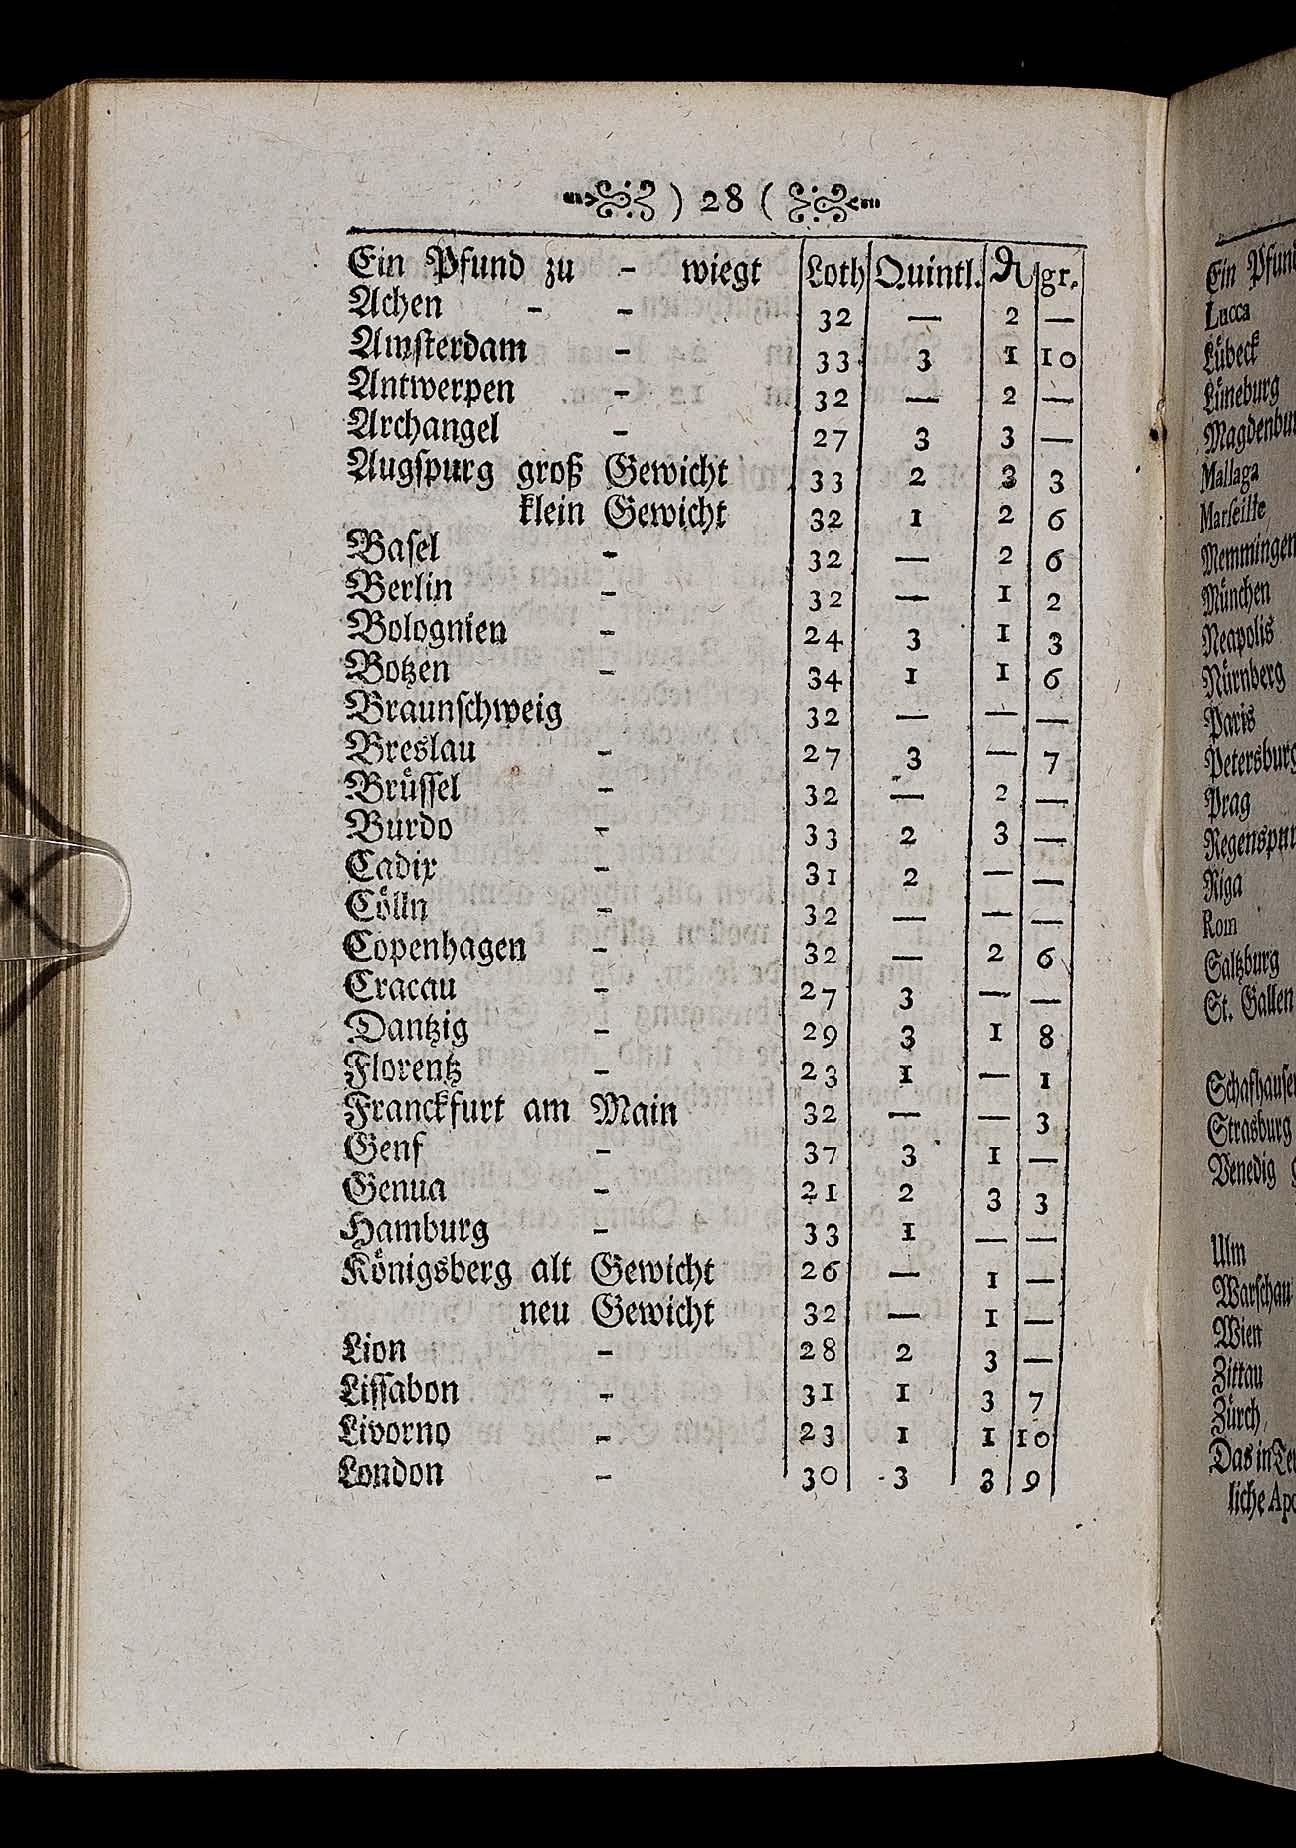 ) 28 (
Ein Pfund zu - wiegt Loth Quintl. ₰ gr.
Achen - - 32 — 2 —
Amsterdam - 33 3 1 10
Antwerpen - 32 — 2 —
Archangel - 27 3 3 —
Augspurg groß Gewicht 33 2 3 3
klein Gewicht 32 1 2 6
Basel - 32 — 2 6
Berlin - 32 — 1 2
Bolognien - 24 3 1 3
Botzen - 34 1 1 6
Braunschweig 32 — — —
Breslau - 27 3 — 7
Brüssel - 32 — 2 —
Burdo - 33 2 3 —
Cadix - 31 2 — —
Cölln - 32 — — —
Copenhagen - 32 — 2 6
Cracau - 27 3 — —
Dantzig - 29 3 1 8
Florentz - 23 1 — 1
Franckfurt am Main 32 — — 3
Genf - 37 3 1 —
Genua - 21 2 3 3
Hamburg - 33 1 — —
Königsberg alt Gewicht 26 — 1 —
neu Gewicht 32 — 1 —
Lion - 28 2 3 —
Lissabon - 31 1 3 7
Livorno - 23 1 1 10
London - 30 3 3 9
Ein Pfund
Lucca
Lübeck
Lüneburg
Magdenbu
Mallaga
Marseille
Memmingen
München
Neapolis
Nürnberg
Paris
Petersburg
Prag
Regenspur
Riga
Rom
Saltzburg
St. Gallen
Schafhausen
Strasburg
Venedig
Ulm
Warschau
Wien
Zittau
Zürch
Das in Te
liche Apo